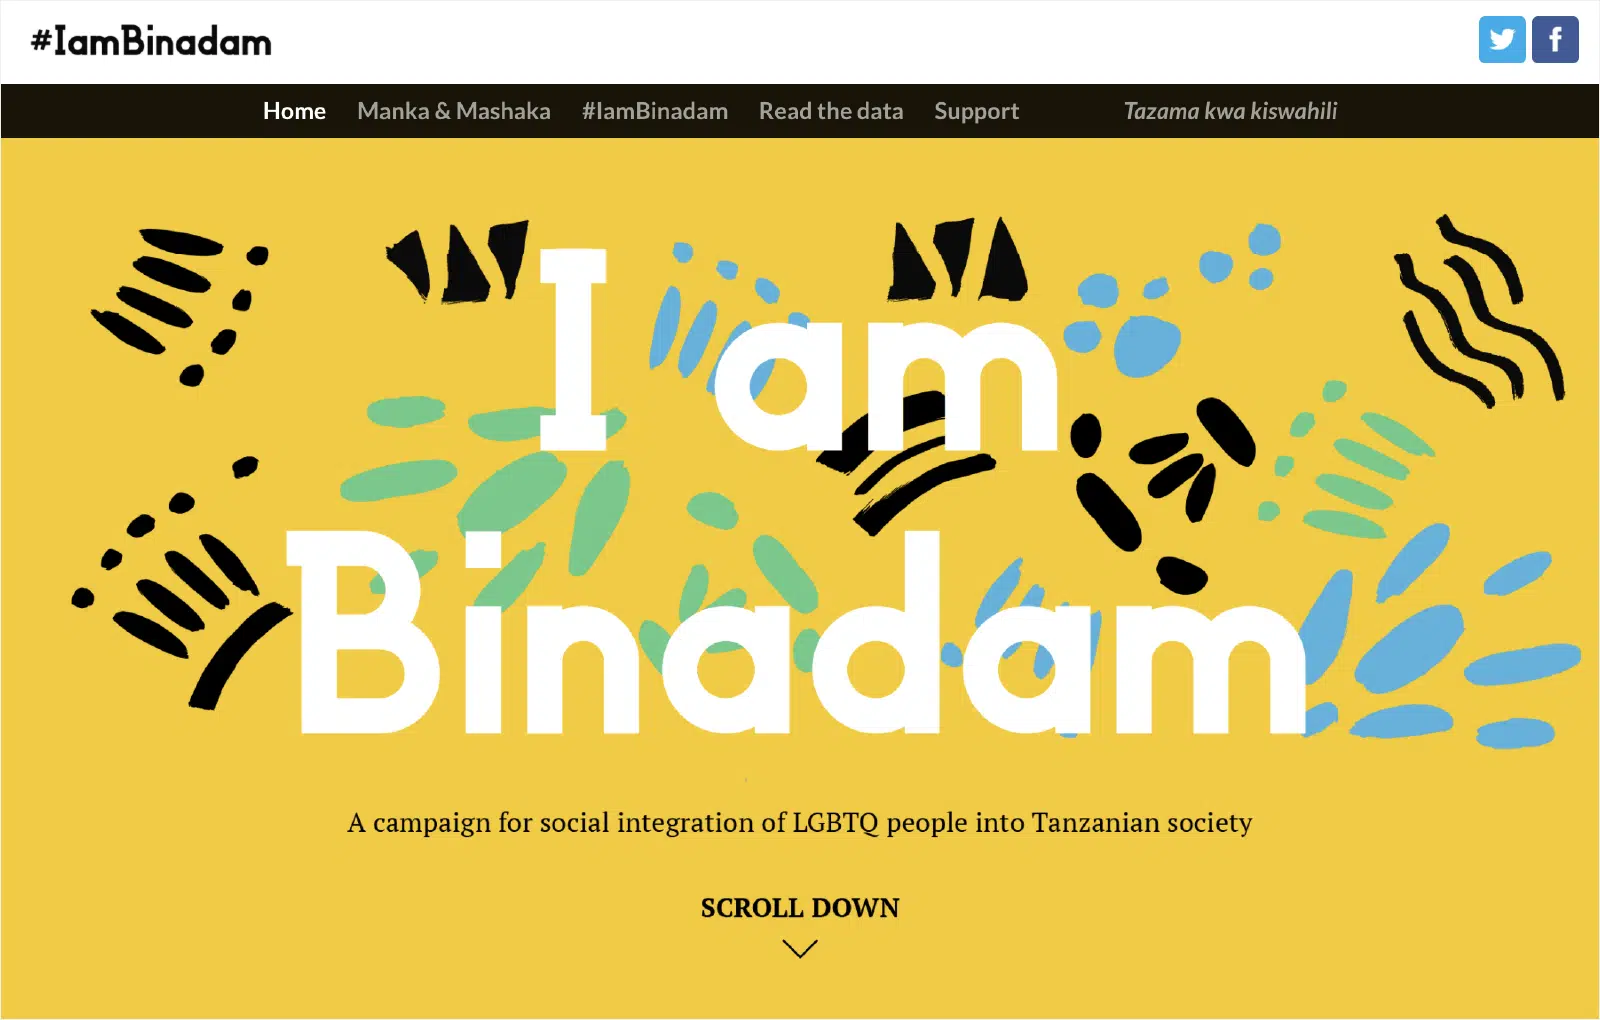 #IamBinadam
Home Manka & Mashaka #IamBinadam Read the data Support Tazama kwa kiswahili
I am
Binadam
A campaign for social integration of LGBTQ people into Tanzanian society
SCROLL DOWN